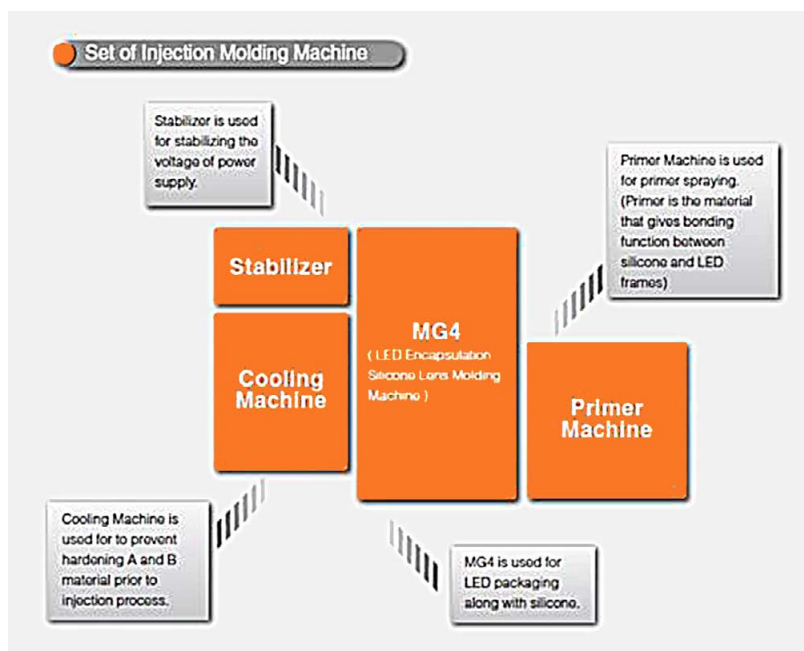 Set of Injection Molding Machine
Stabilizer is used
for stabilizing the
voltage of power
supply.
Primer Machine is used
for primer spraying.
(Primer is the material
that gives bonding
function between
silicone and LED
frames)
Stabilizer
MG4
( LED Encapsulation
Silicone Lens Molding
Machine )
Cooling
Machine
Primer
Machine
Cooling Machine is
used for to prevent
hardening A and B
material prior to
injection process.
MG4 is used for
LED packaging
along with silicone.